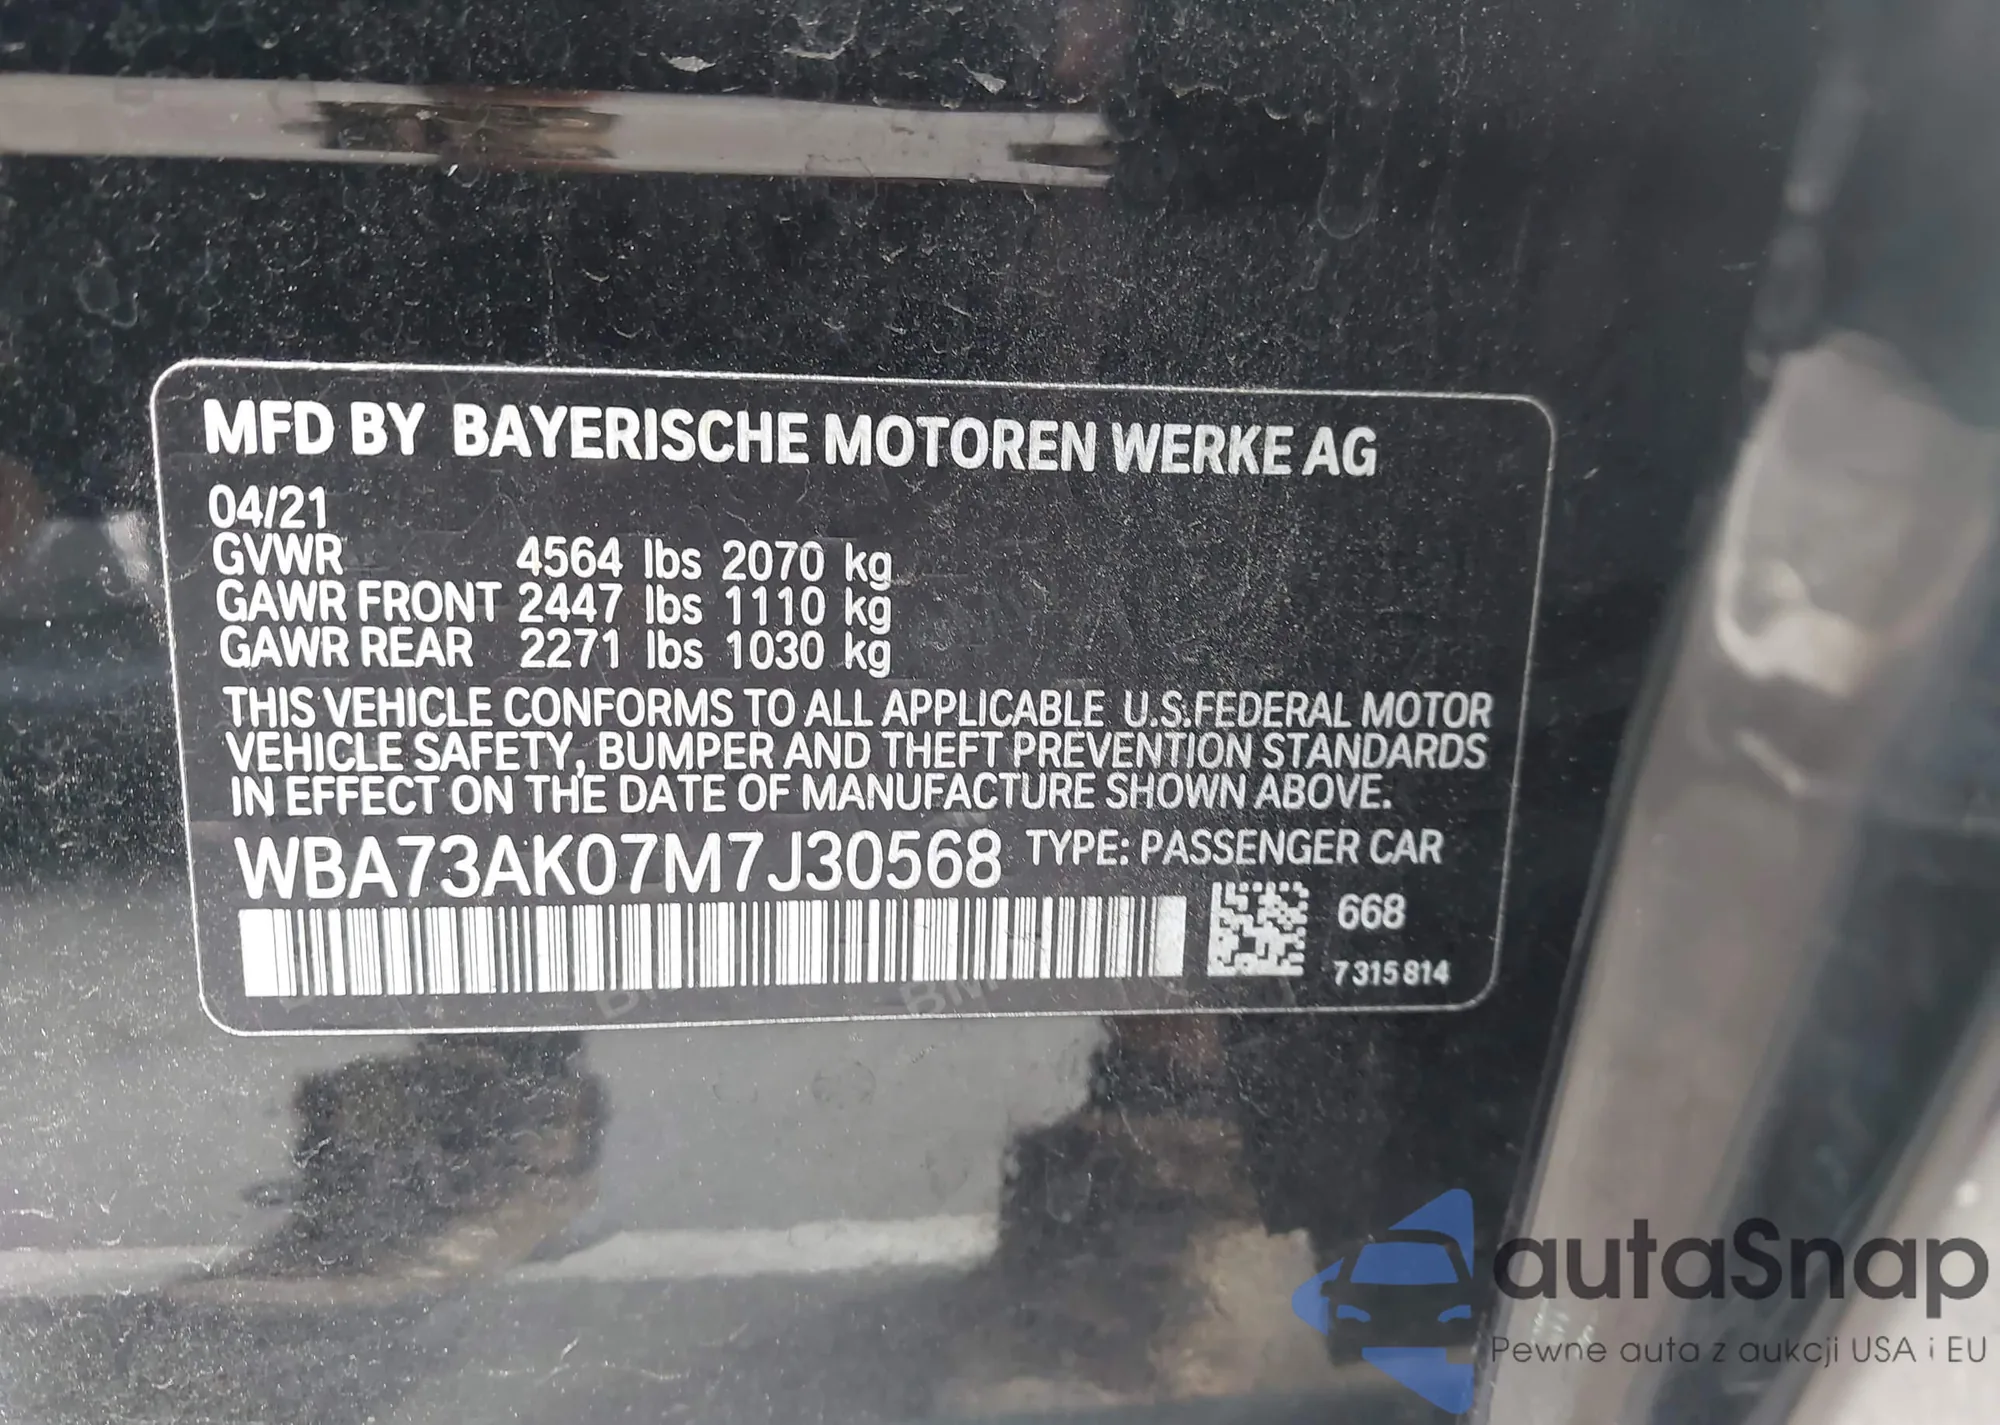 MFD BY BAYERISCHE MOTOREN WERKE AG
04/21
GVWR 4564 lbs 2070 kg
GAWR FRONT 2447 lbs 1110 kg
GAWR REAR 2271 lbs 1030 kg
THIS VEHICLE CONFORMS TO ALL APPLICABLE U.S.FEDERAL MOTOR
VEHICLE SAFETY, BUMPER AND THEFT PREVENTION STANDARDS
IN EFFECT ON THE DATE OF MANUFACTURE SHOWN ABOVE.
WBA73AK07M7J30568 TYPE: PASSENGER CAR
668
7315814
autaSnap
Pewne auta z aukcji USA i EU